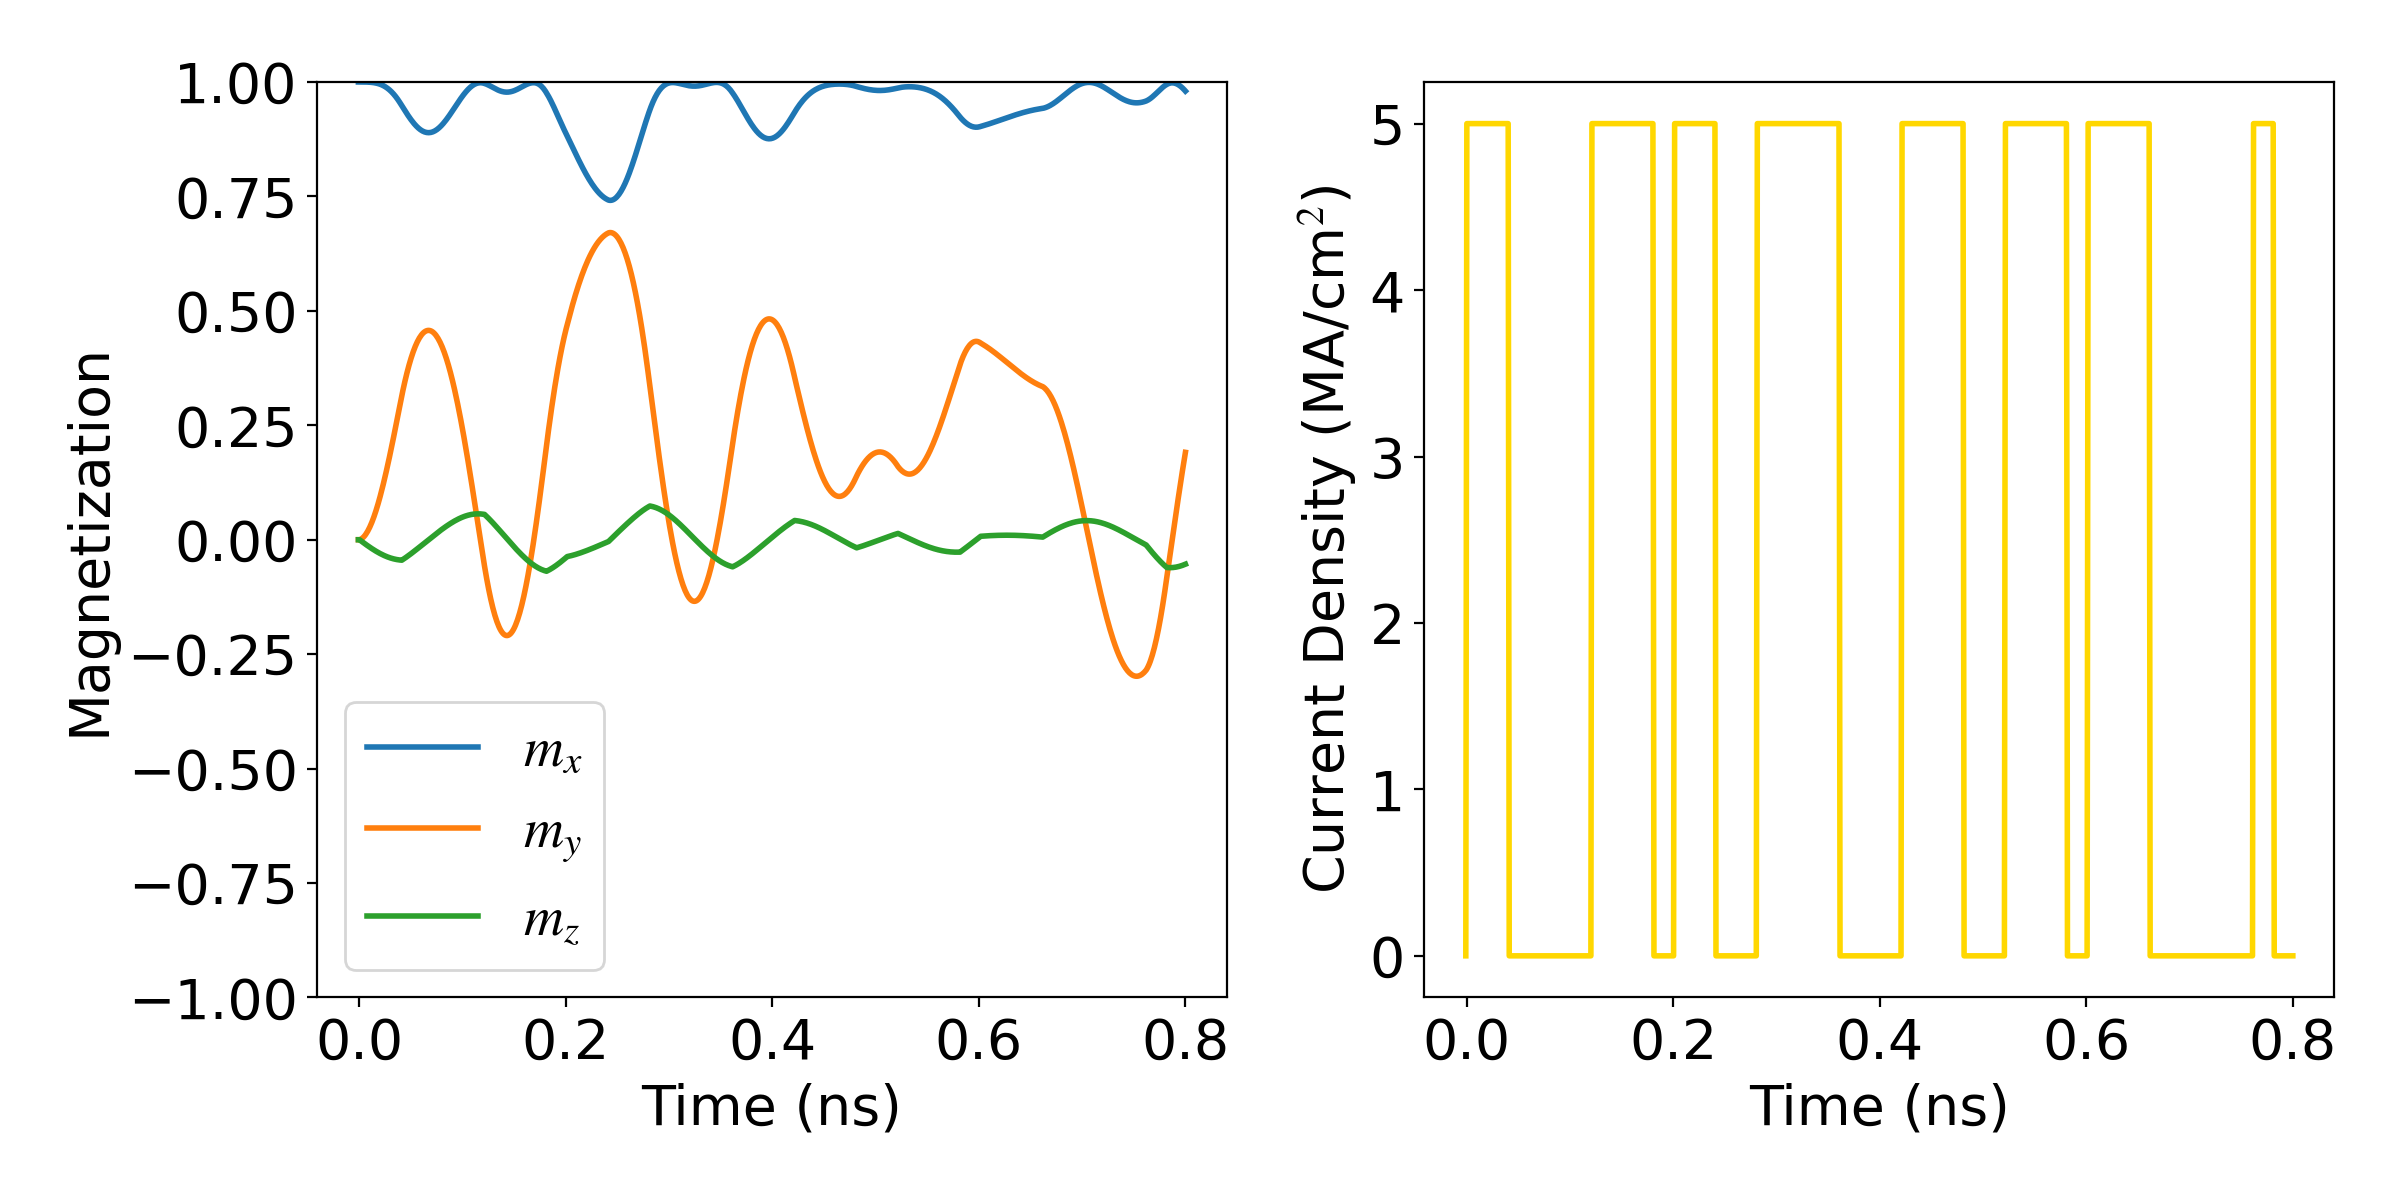 Magnetization
1.00
0.75
0.50
0.25
0.00
−0.25
−0.50
−0.75
−1.00
m_x
m_y
m_z
0.0 0.2 0.4 0.6 0.8
Time (ns)
Current Density (MA/cm²)
5
4
3
2
1
0
0.0 0.2 0.4 0.6 0.8
Time (ns)